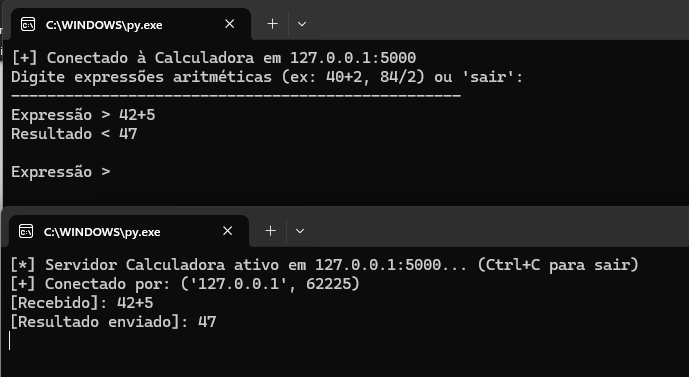 C:\WINDOWS\py.exe
[+] Conectado à Calculadora em 127.0.0.1:5000
Digite expressões aritméticas (ex: 40+2, 84/2) ou 'sair':
--------------------------------------------------
Expressão > 42+5
Resultado < 47
Expressão >
C:\WINDOWS\py.exe
[*] Servidor Calculadora ativo em 127.0.0.1:5000... (Ctrl+C para sair)
[+] Conectado por: ('127.0.0.1', 62225)
[Recebido]: 42+5
[Resultado enviado]: 47